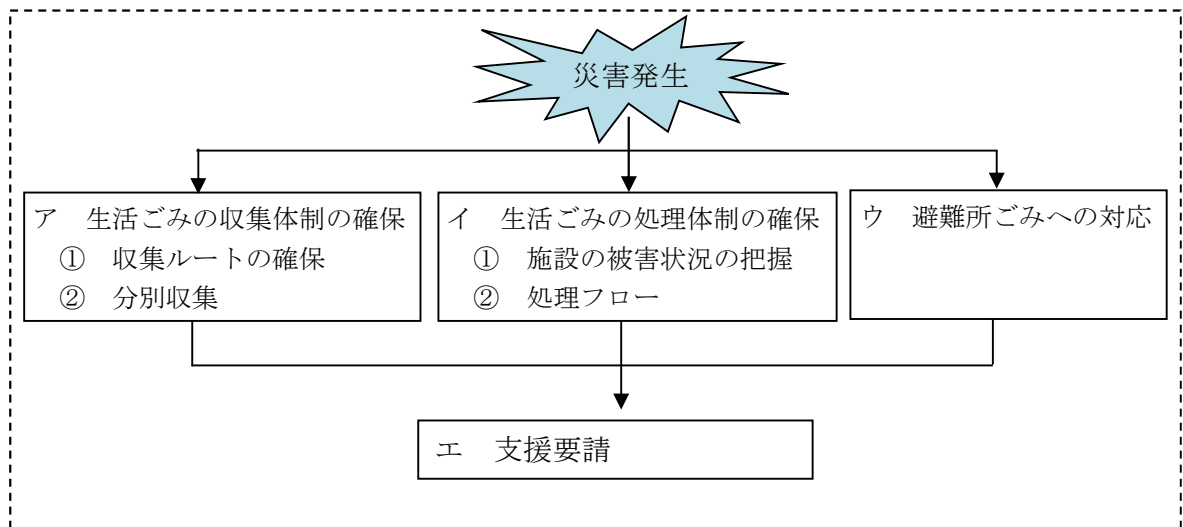 災害発生
ア　生活ごみの収集体制の確保
①　収集ルートの確保
②　分別収集
イ　生活ごみの処理体制の確保
①　施設の被害状況の把握
②　処理フロー
ウ　避難所ごみへの対応
エ　支援要請